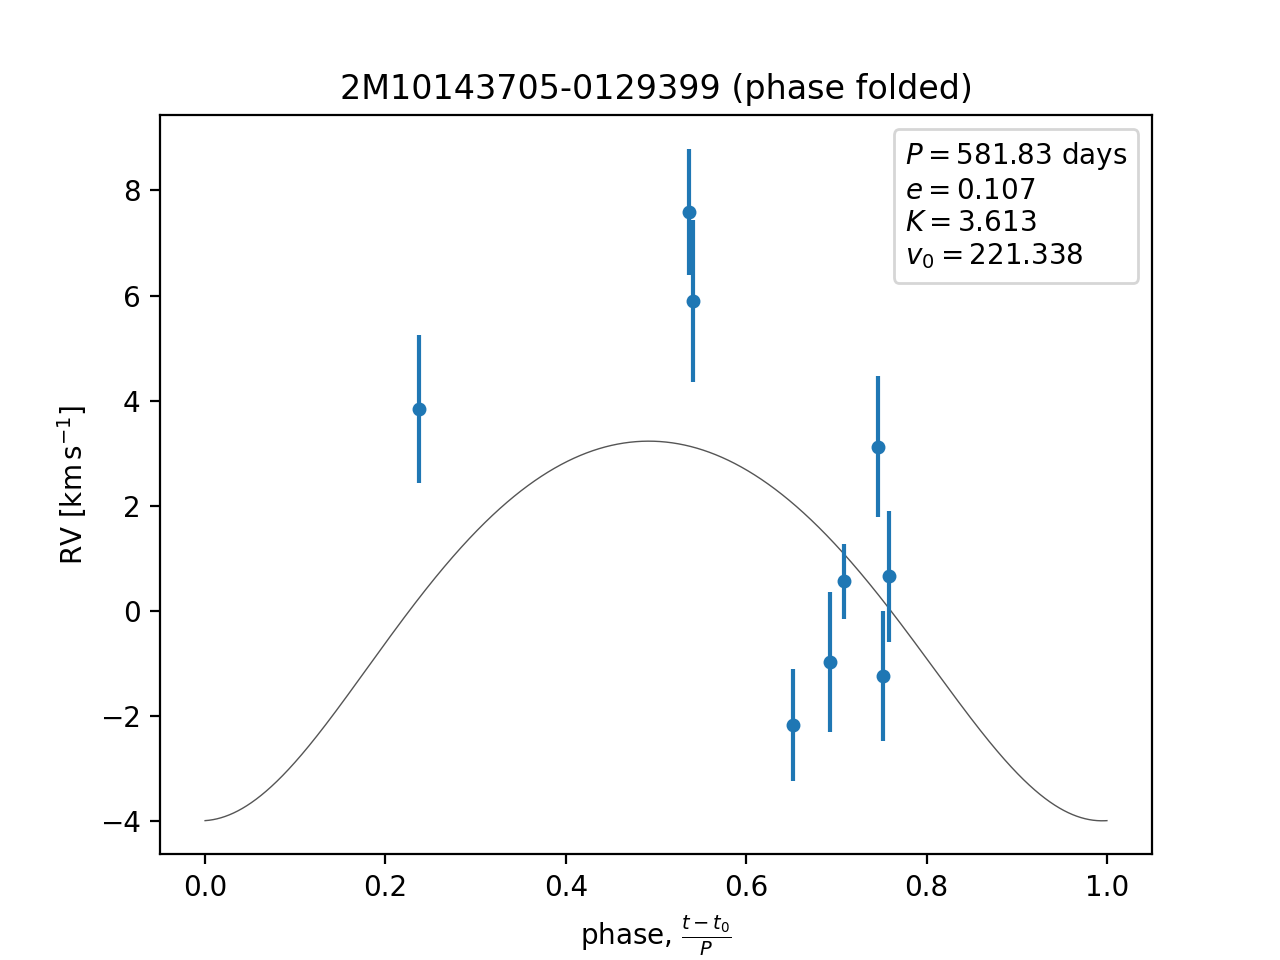 2M10143705-0129399 (phase folded)
P = 581.83 days
e = 0.107
K = 3.613
v₀ = 221.338
8
6
4
2
0
−2
−4
RV [km s⁻¹]
0.0 0.2 0.4 0.6 0.8 1.0
phase, (t − t₀)/P